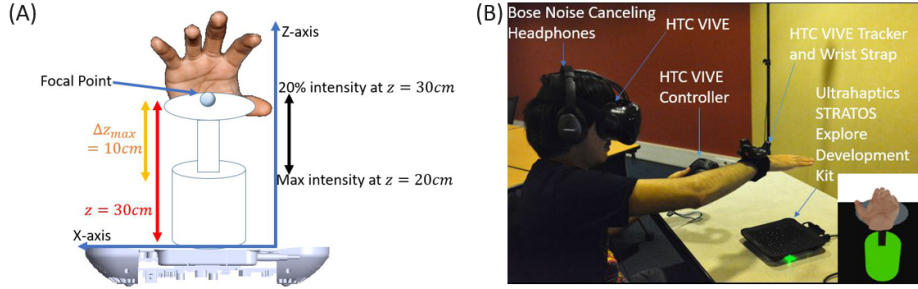 (A)
Z-axis
Focal Point
20% intensity at z = 30cm
Δz_max
= 10cm
Max intensity at z = 20cm
z = 30cm
X-axis
(B)
Bose Noise Canceling
Headphones
HTC VIVE
HTC VIVE Tracker
and Wrist Strap
HTC VIVE
Controller
Ultrahaptics
STRATOS
Explore
Development
Kit